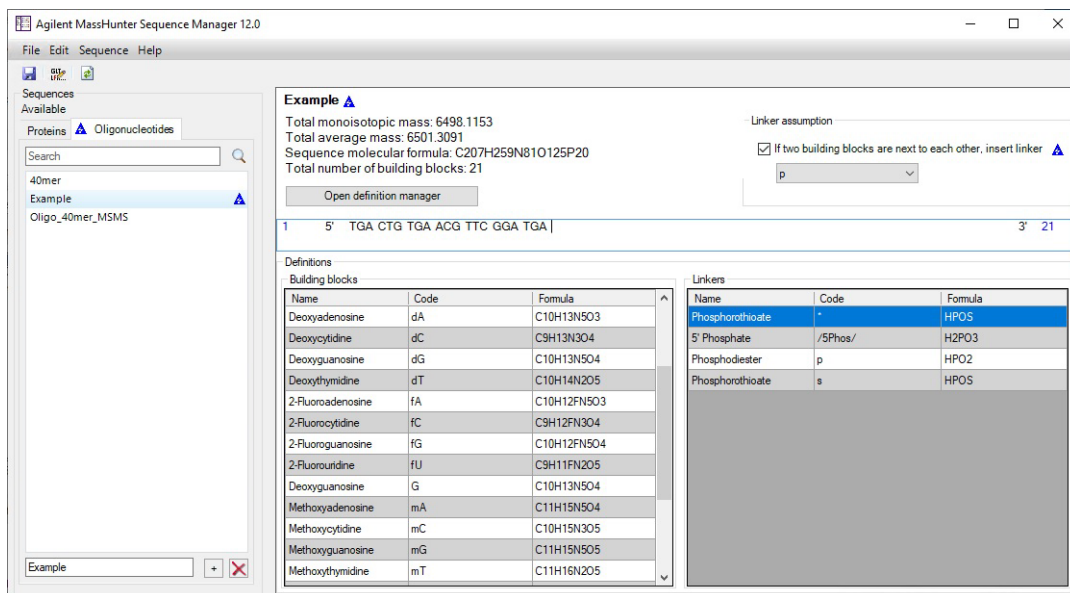 Agilent MassHunter Sequence Manager 12.0
File Edit Sequence Help
Sequences
Available
Proteins Oligonucleotides
Search
40mer
Example
Oligo_40mer_MSMS
Example +
Example
Total monoisotopic mass: 6498.1153
Total average mass: 6501.3091
Sequence molecular formula: C207H259N81O125P20
Total number of building blocks: 21
Open definition manager
Linker assumption
If two building blocks are next to each other, insert linker
p
1 5' TGA CTG TGA ACG TTC GGA TGA 3' 21
Definitions
Building blocks
Name Code Formula
Deoxyadenosine dA C10H13N5O3
Deoxycytidine dC C9H13N3O4
Deoxyguanosine dG C10H13N5O4
Deoxythymidine dT C10H14N2O5
2-Fluoroadenosine fA C10H12FN5O3
2-Fluorocytidine fC C9H12FN3O4
2-Fluoroguanosine fG C10H12FN5O4
2-Fluorouridine fU C9H11FN2O5
Deoxyguanosine G C10H13N5O4
Methoxyadenosine mA C11H15N5O4
Methoxycytidine mC C10H15N3O5
Methoxyguanosine mG C11H15N5O5
Methoxythymidine mT C11H16N2O5
Linkers
Name Code Formula
Phosphorothioate * HPOS
5' Phosphate /5Phos/ H2PO3
Phosphodiester p HPO2
Phosphorothioate s HPOS